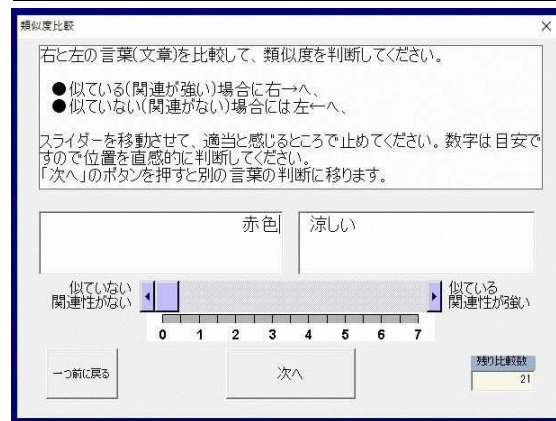 類似度比較
右と左の言葉(文章)を比較して、類似度を判断してください。
●似ている(関連が強い)場合に右→へ、
●似ていない(関連がない)場合には左←へ、
スライダーを移動させて、適当と感じるところで止めてください。数字は目安で
すので位置を直感的に判断してください。
「次へ」のボタンを押すと別の言葉の判断に移ります。
赤色 涼しい
似ていない
関連性がない
似ている
関連性が強い
0 1 2 3 4 5 6 7
一つ前に戻る
次へ
残り比較数
21